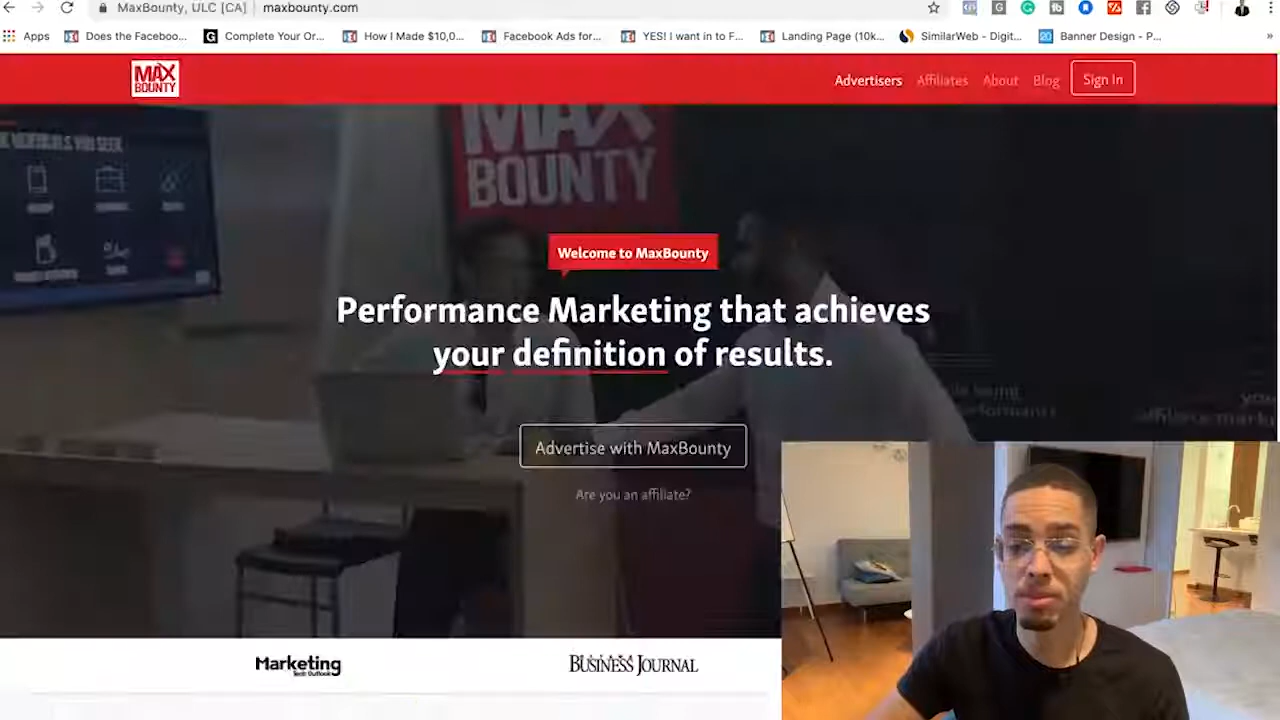 MaxBounty, ULC [CA]
maxbounty.com
Apps
Does the Faceboo...
Complete Your Or...
How I Made $10,0...
Facebook Ads for...
YES! I want in to F...
Landing Page (10k...
SimilarWeb - Digit...
Banner Design - P...
»
MAX
BOUNTY
Advertisers
Affiliates
About
Blog
Sign In
MAX
BOUNTY
Welcome to MaxBounty
Performance Marketing that achieves
your definition of results.
Advertise with MaxBounty
Are you an affiliate?
Marketing
Tech Outlook
BUSINESS JOURNAL